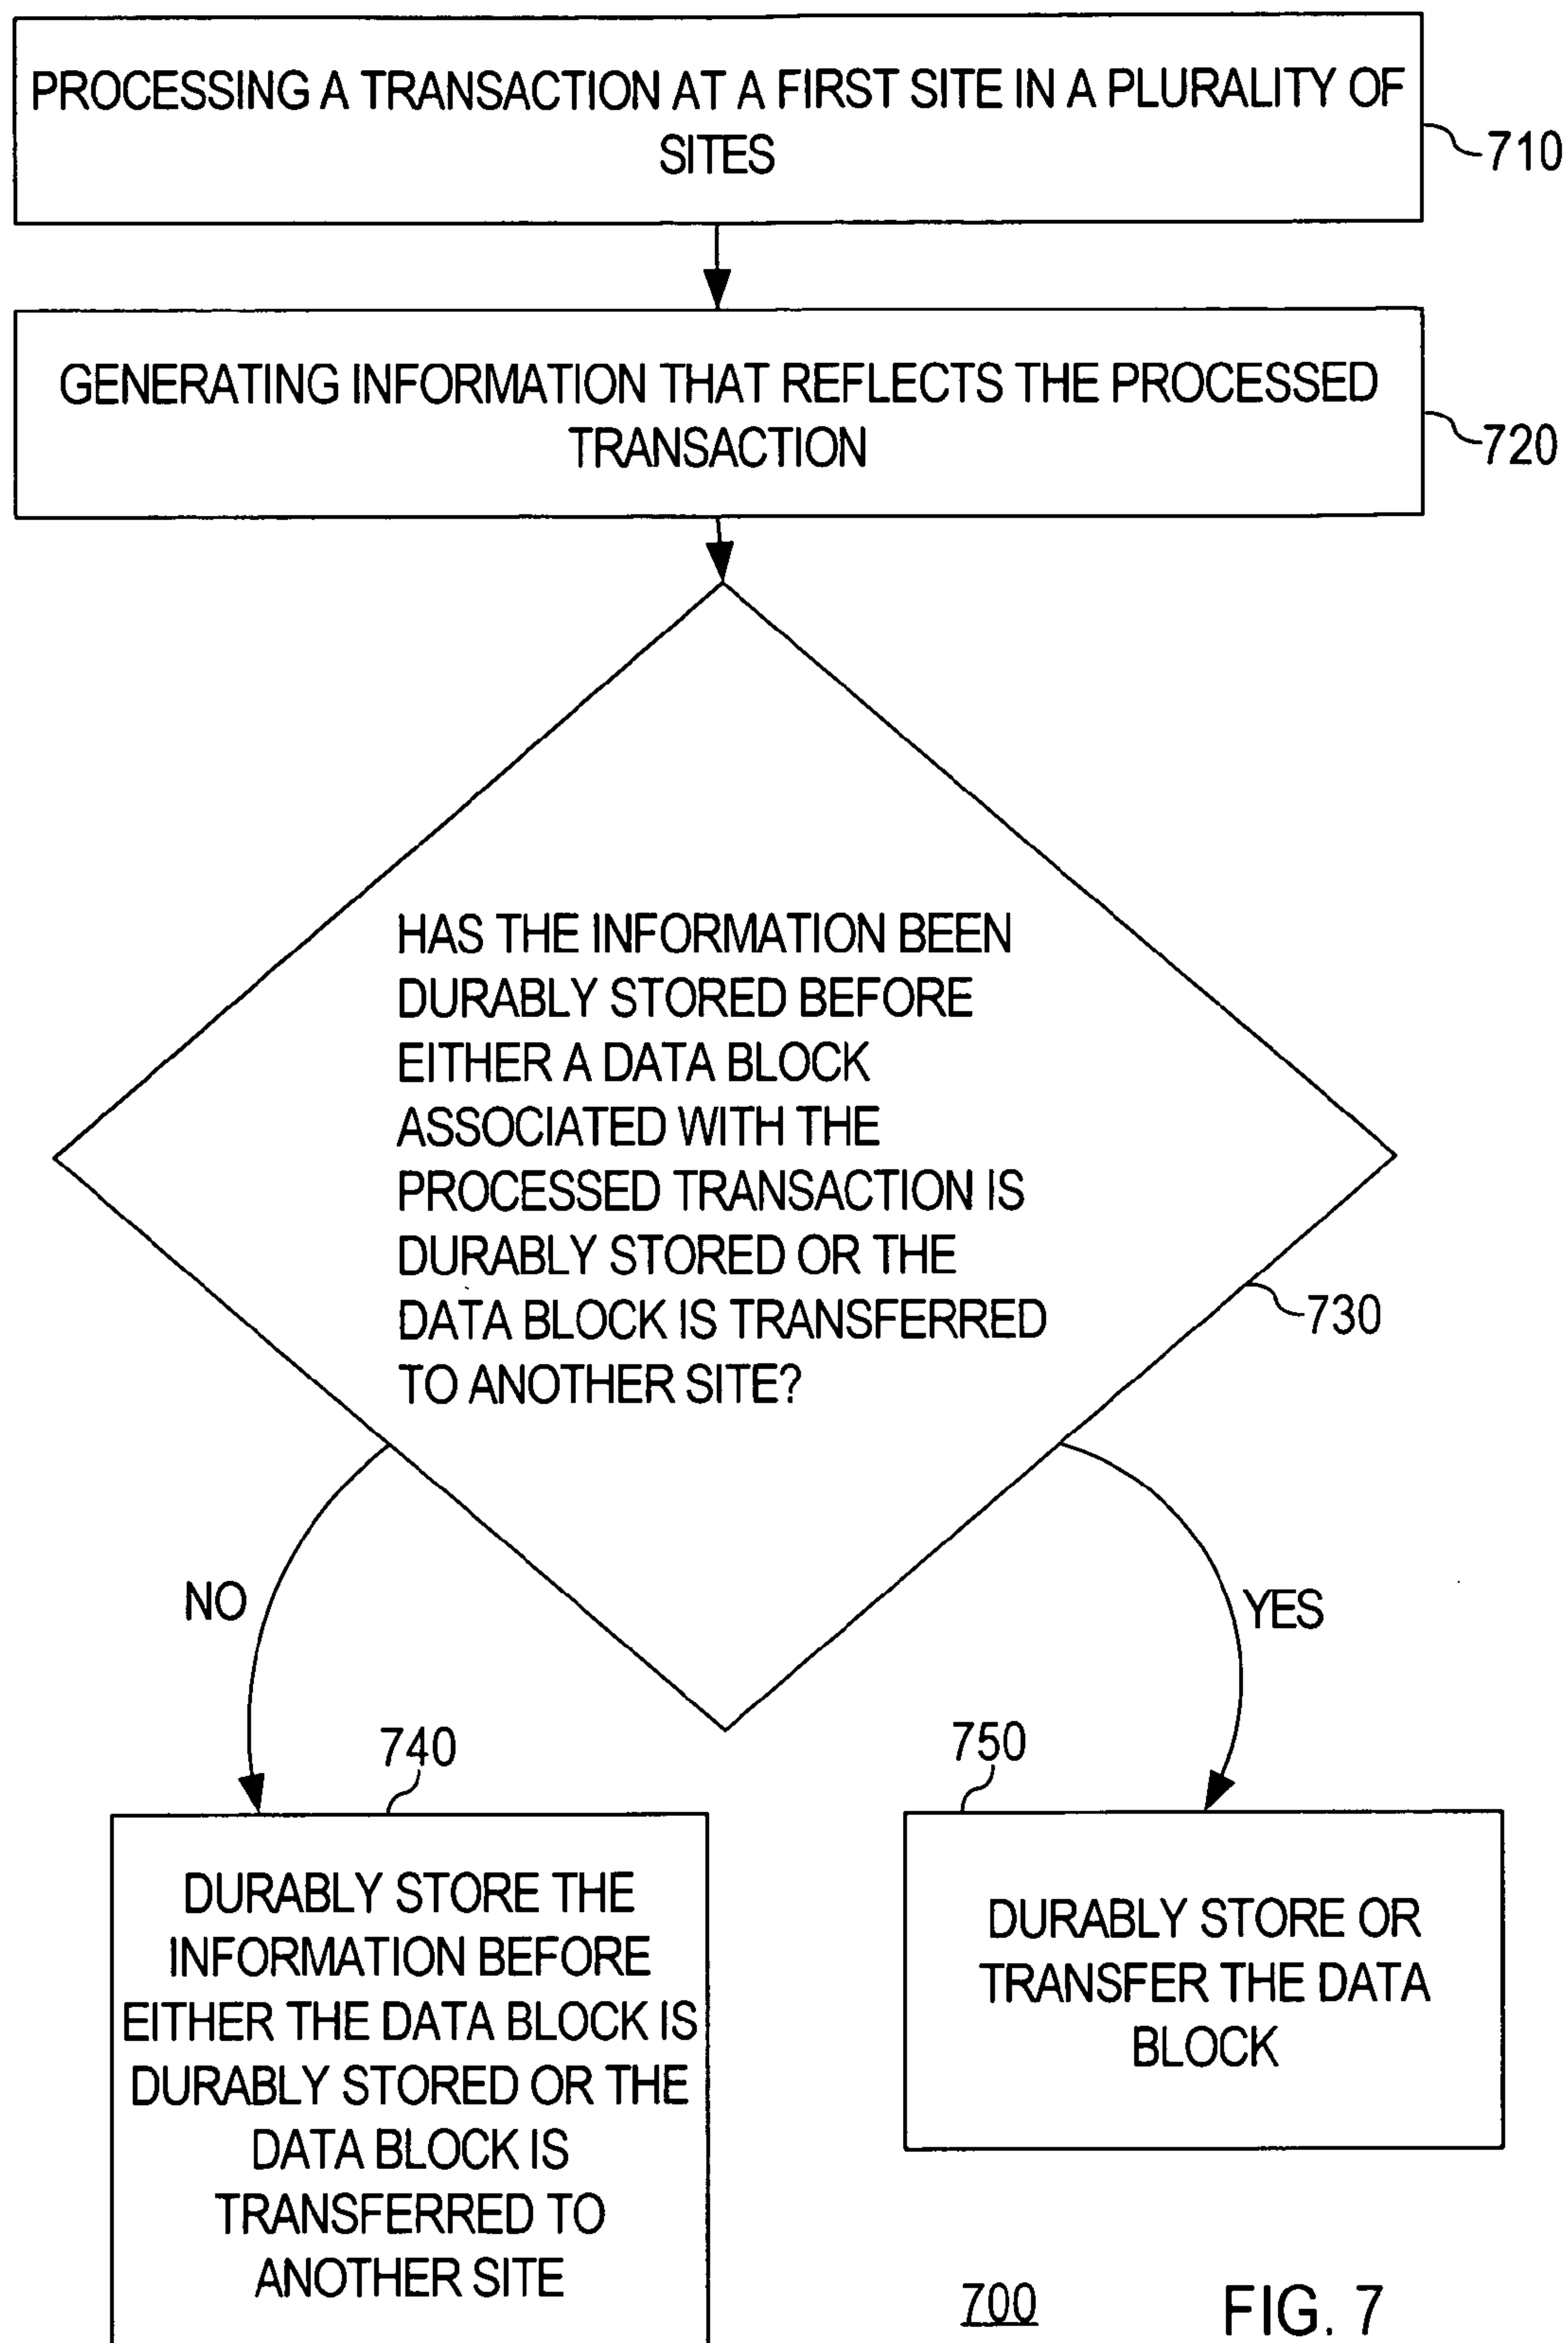 PROCESSING A TRANSACTION AT A FIRST SITE IN A PLURALITY OF
SITES
710
GENERATING INFORMATION THAT REFLECTS THE PROCESSED
TRANSACTION
720
HAS THE INFORMATION BEEN
DURABLY STORED BEFORE
EITHER A DATA BLOCK
ASSOCIATED WITH THE
PROCESSED TRANSACTION IS
DURABLY STORED OR THE
DATA BLOCK IS TRANSFERRED
TO ANOTHER SITE?
730
NO
YES
740
DURABLY STORE THE
INFORMATION BEFORE
EITHER THE DATA BLOCK IS
DURABLY STORED OR THE
DATA BLOCK IS
TRANSFERRED TO
ANOTHER SITE
750
DURABLY STORE OR
TRANSFER THE DATA
BLOCK
700
FIG. 7